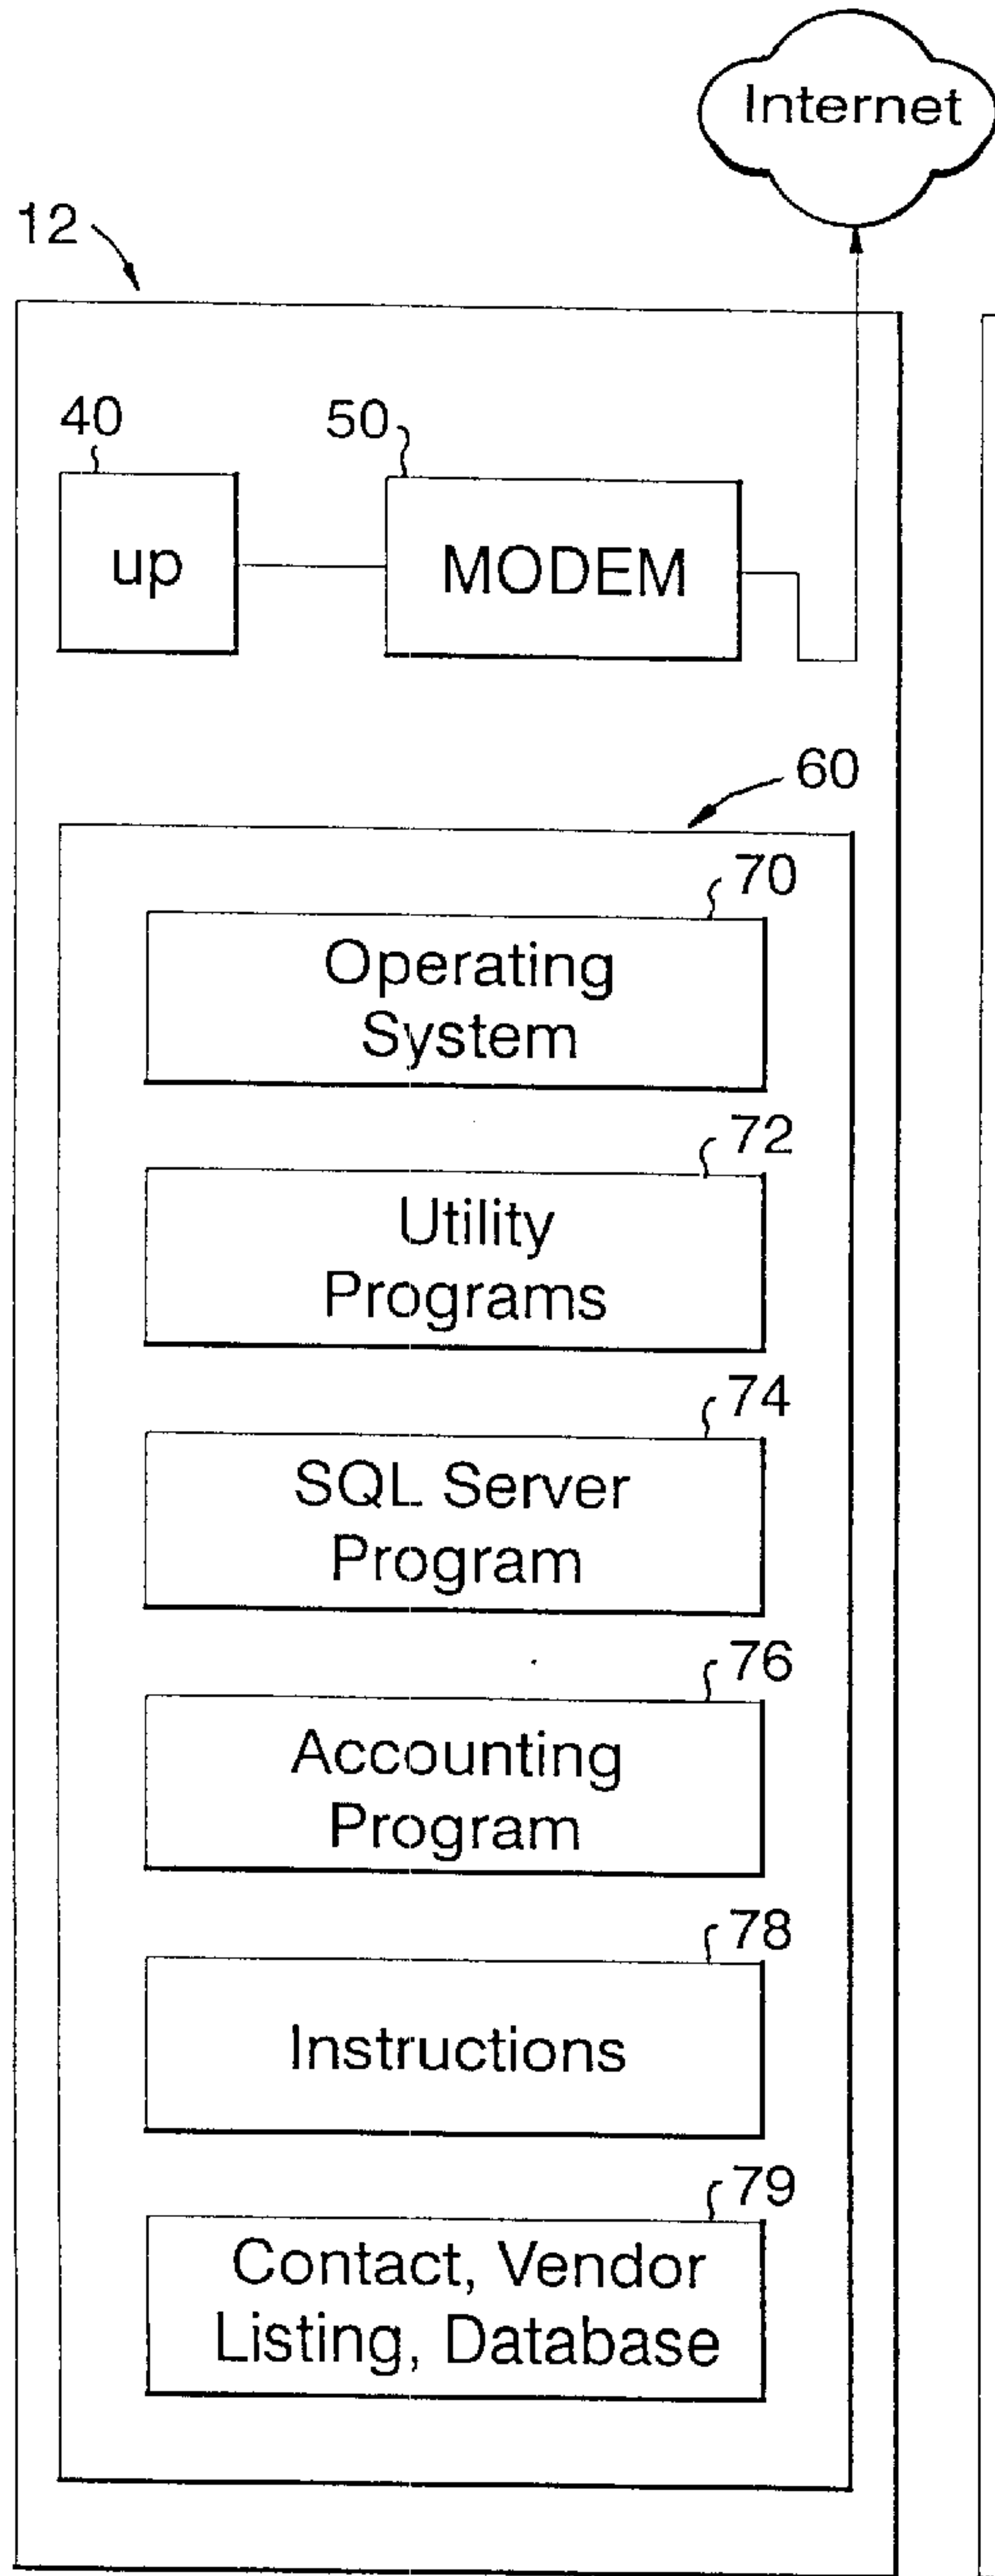 Internet
12
40
50
up
MODEM
60
70
Operating
System
72
Utility
Programs
74
SQL Server
Program
76
Accounting
Program
78
Instructions
79
Contact, Vendor
Listing, Database